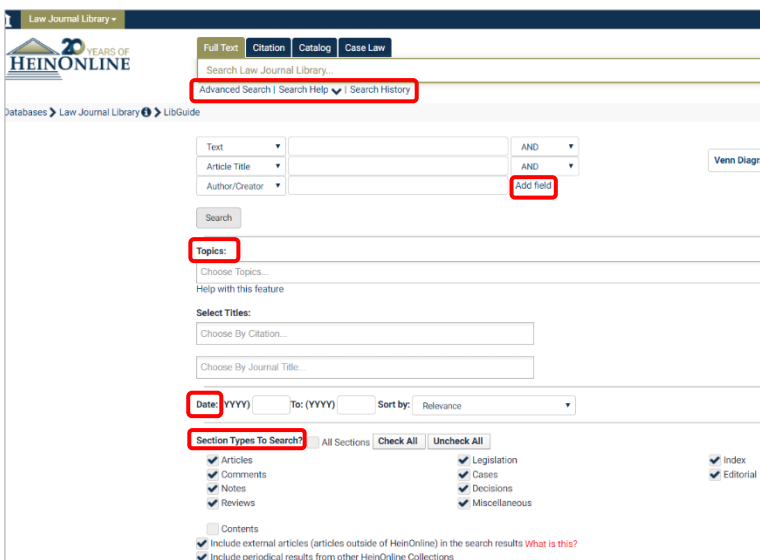 Law Journal Library
20 YEARS OF
HEINONLINE
Full Text Citation Catalog Case Law
Search Law Journal Library...
Advanced Search | Search Help | Search History
Databases Law Journal Library LibGuide
Text AND
Article Title AND
Venn Diagr
Author/Creator Add field
Search
Topics:
Choose Topics...
Help with this feature
Select Titles:
Choose By Citation...
Choose By Journal Title...
Date: (YYYY) To: (YYYY) Sort by: Relevance
Section Types To Search? All Sections Check All Uncheck All
Articles Legislation Index
Comments Cases Editorial
Notes Decisions
Reviews Miscellaneous
Contents
Include external articles (articles outside of HeinOnline) in the search results What is this?
Include periodical results from other HeinOnline Collections